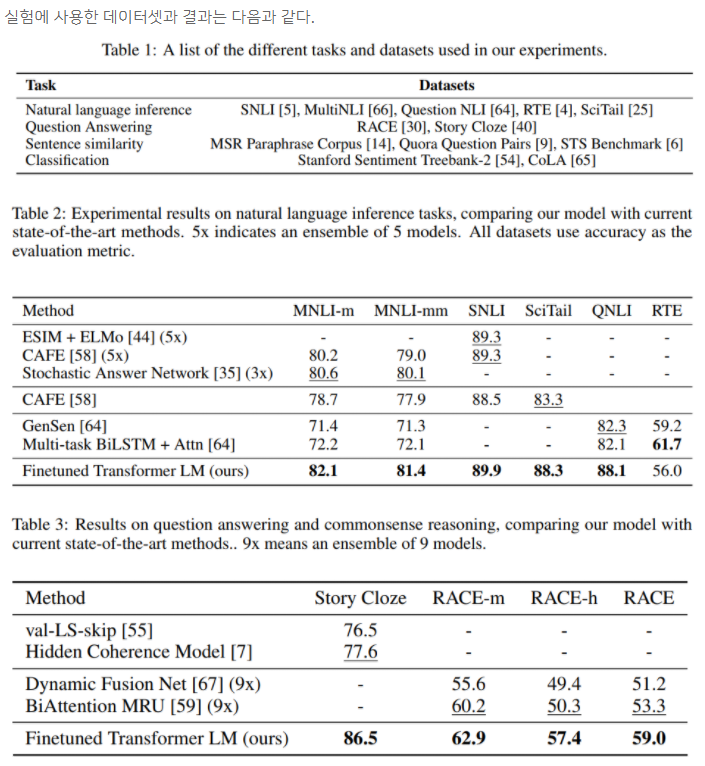 실험에 사용한 데이터셋과 결과는 다음과 같다.
Table 1: A list of the different tasks and datasets used in our experiments.
Task Datasets
Natural language inference SNLI [5], MultiNLI [66], Question NLI [64], RTE [4], SciTail [25]
Question Answering RACE [30], Story Cloze [40]
Sentence similarity MSR Paraphrase Corpus [14], Quora Question Pairs [9], STS Benchmark [6]
Classification Stanford Sentiment Treebank-2 [54], CoLA [65]
Table 2: Experimental results on natural language inference tasks, comparing our model with current
state-of-the-art methods. 5x indicates an ensemble of 5 models. All datasets use accuracy as the
evaluation metric.
Method MNLI-m MNLI-mm SNLI SciTail QNLI RTE
ESIM + ELMo [44] (5x) - - 89.3 - - -
CAFE [58] (5x) 80.2 79.0 89.3 - - -
Stochastic Answer Network [35] (3x) 80.6 80.1 - - - -
CAFE [58] 78.7 77.9 88.5 83.3
GenSen [64] 71.4 71.3 - - 82.3 59.2
Multi-task BiLSTM + Attn [64] 72.2 72.1 - - 82.1 61.7
Finetuned Transformer LM (ours) 82.1 81.4 89.9 88.3 88.1 56.0
Table 3: Results on question answering and commonsense reasoning, comparing our model with
current state-of-the-art methods.. 9x means an ensemble of 9 models.
Method Story Cloze RACE-m RACE-h RACE
val-LS-skip [55] 76.5 - - -
Hidden Coherence Model [7] 77.6 - - -
Dynamic Fusion Net [67] (9x) - 55.6 49.4 51.2
BiAttention MRU [59] (9x) - 60.2 50.3 53.3
Finetuned Transformer LM (ours) 86.5 62.9 57.4 59.0